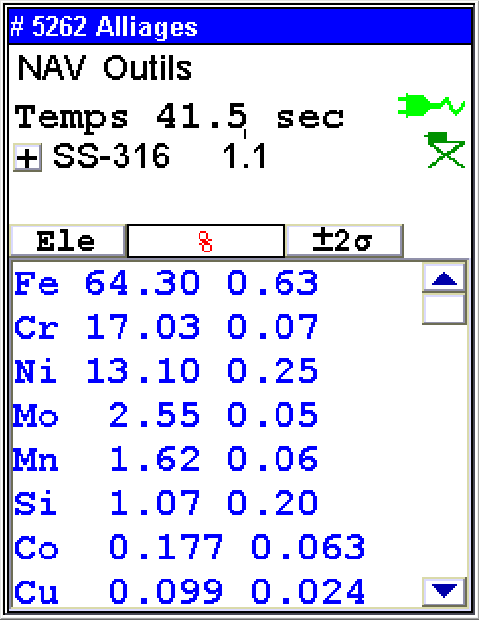 # 5262 Alliages
NAV Outils
Temps 41.5 sec
+ SS-316 1.1
Ele % ±2σ
Fe 64.30 0.63
Cr 17.03 0.07
Ni 13.10 0.25
Mo 2.55 0.05
Mn 1.62 0.06
Si 1.07 0.20
Co 0.177 0.063
Cu 0.099 0.024